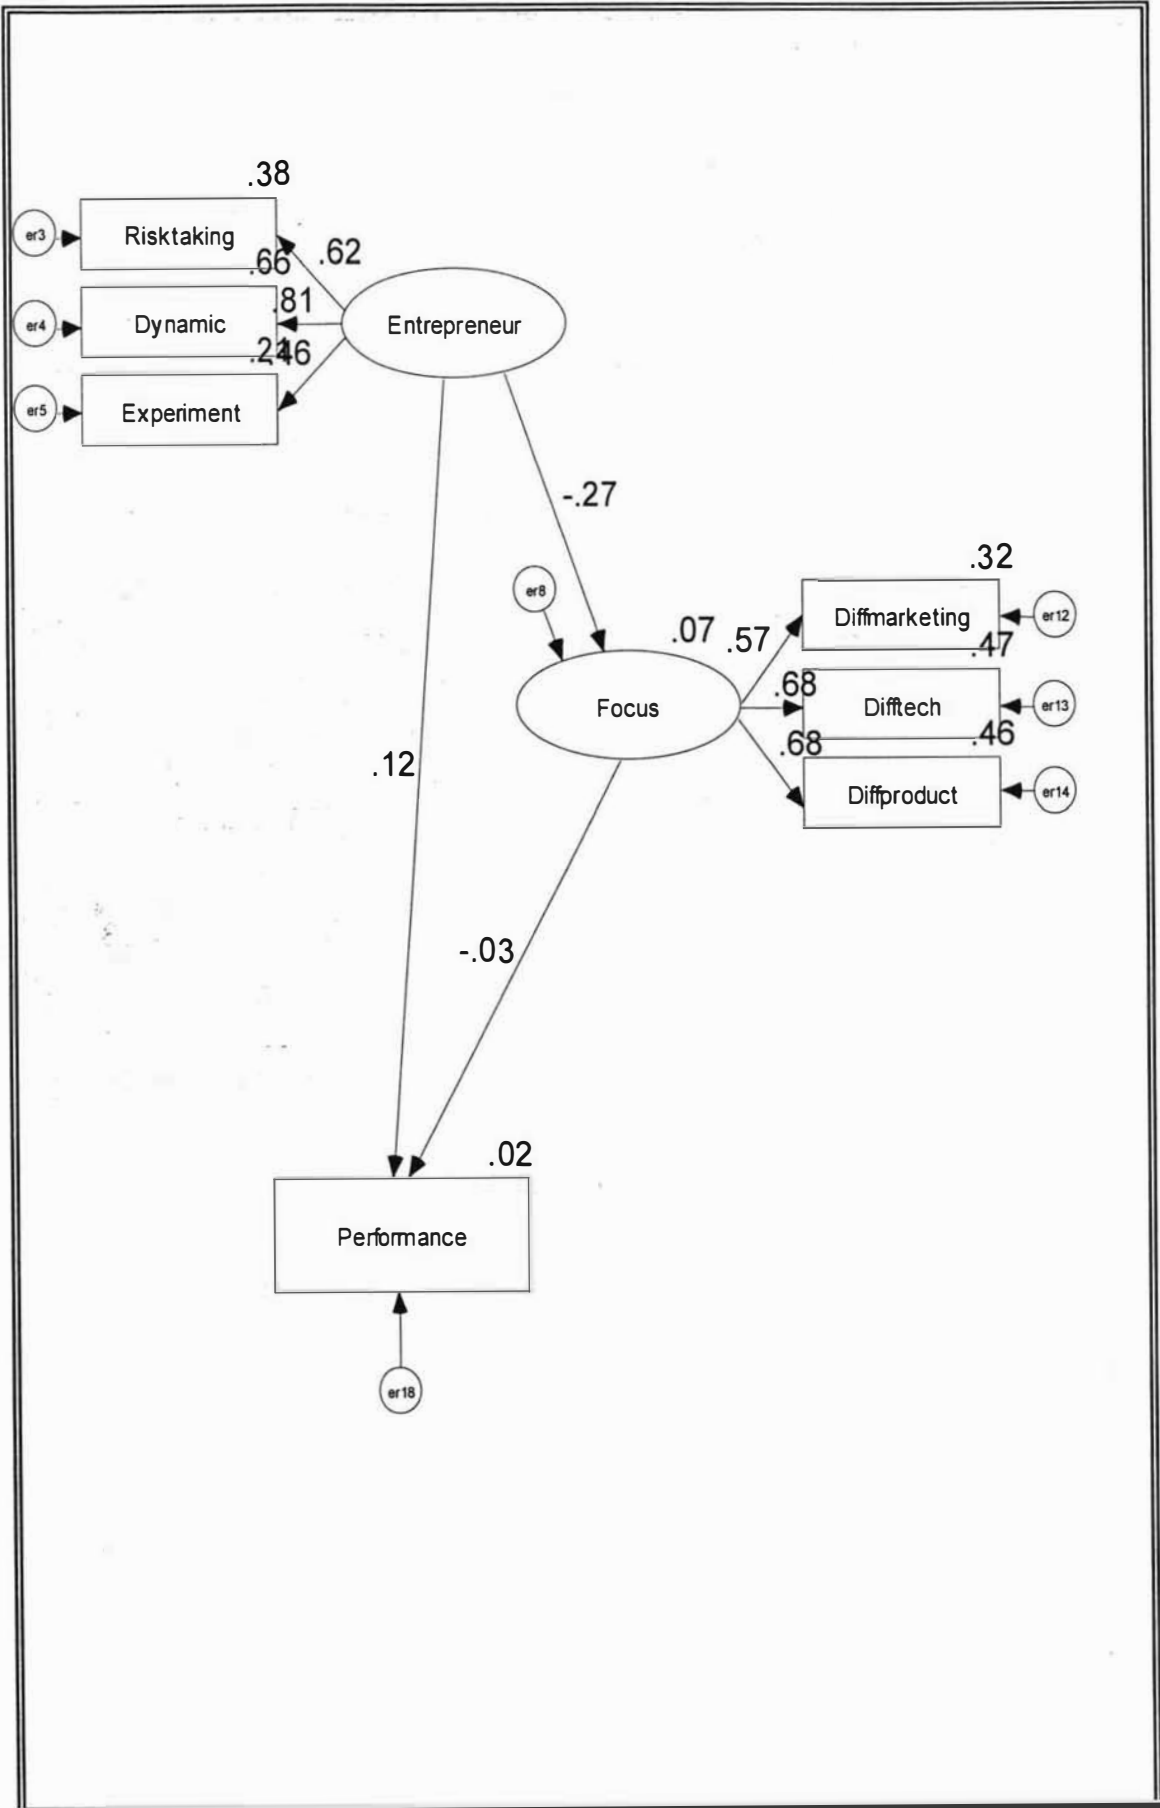 .38
er3
Risktaking
.62
.66
er4
Dynamic
.81
Entrepreneur
.46
er5
Experiment
-.27
.32
er8
Diffmarketing
er12
.07
.57
.47
.68
Focus
Difftech
er13
.46
.68
.12
Diffproduct
er14
-.03
.02
Performance
er18